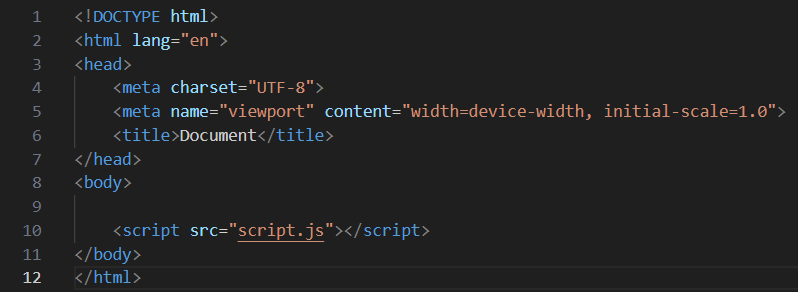 1 <!DOCTYPE html>
2 <html lang="en">
3 <head>
4     <meta charset="UTF-8">
5     <meta name="viewport" content="width=device-width, initial-scale=1.0">
6     <title>Document</title>
7 </head>
8 <body>
9
10     <script src="script.js"></script>
11 </body>
12 </html>